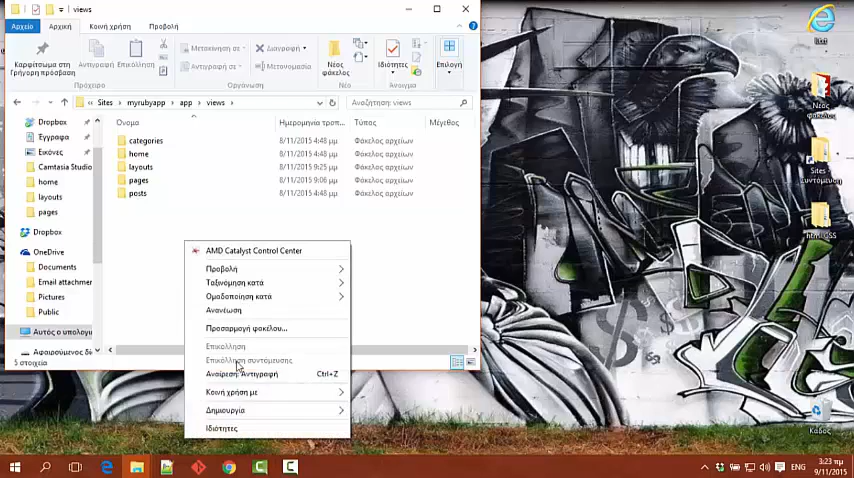 views
Αρχείο Αρχική Κοινή χρήση Προβολή
Καρφίτσωμα στη Γρήγορη πρόσβαση
Αντιγραφή
Επικόλληση
Πρόχειρο
Μετακίνηση σε
Αντιγραφή σε
Διαγραφή
Μετονομασία
Οργάνωση
Νέος φάκελος
Νέο
Ιδιότητες
Άνοιγμα
Επιλογή
Sites myrubyapp app views
Αναζήτηση: views
Όνομα Ημερομηνία τροπ... Τύπος Μέγεθος
categories 8/11/2015 4:48 μμ Φάκελος αρχείων
home 8/11/2015 4:48 μμ Φάκελος αρχείων
layouts 8/11/2015 9:25 μμ Φάκελος αρχείων
pages 8/11/2015 9:06 μμ Φάκελος αρχείων
posts 8/11/2015 4:48 μμ Φάκελος αρχείων
Dropbox
Έγγραφα
Εικόνες
Camtasia Studio
home
layouts
pages
Dropbox
OneDrive
Documents
Email attachmen
Pictures
Public
Αυτός ο υπολογι
Αφαιρούμενος δί
5 στοιχεία
AMD Catalyst Control Center
Προβολή
Ταξινόμηση κατά
Ομαδοποίηση κατά
Ανανέωση
Προσαρμογή φακέλου...
Επικόλληση
Επικόλληση συντόμευσης
Αναίρεση: Αντιγραφή Ctrl+Z
Κοινή χρήση με
Δημιουργία
Ιδιότητες
Νέος φάκελος
Sites - Συντόμευση
Κάδος
ENG
3:23 πμ
9/11/2015